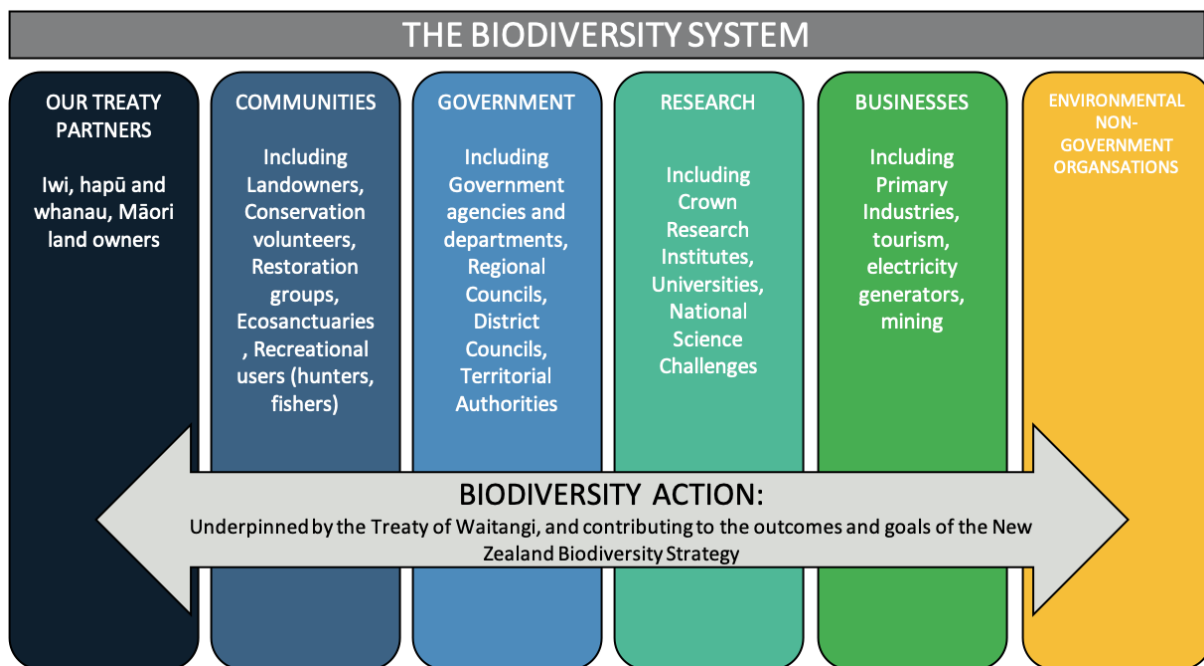 THE BIODIVERSITY SYSTEM
OUR TREATY
PARTNERS
Iwi, hapū and
whanau, Māori
land owners
COMMUNITIES
Including
Landowners,
Conservation
volunteers,
Restoration
groups,
Ecosanctuaries
, Recreational
users (hunters,
fishers)
GOVERNMENT
Including
Government
agencies and
departments,
Regional
Councils,
District
Councils,
Territorial
Authorities
RESEARCH
Including
Crown
Research
Institutes,
Universities,
National
Science
Challenges
BUSINESSES
Including
Primary
Industries,
tourism,
electricity
generators,
mining
ENVIRONMENTAL
NON-
GOVERNMENT
ORGANSATIONS
BIODIVERSITY ACTION:
Underpinned by the Treaty of Waitangi, and contributing to the outcomes and goals of the New
Zealand Biodiversity Strategy